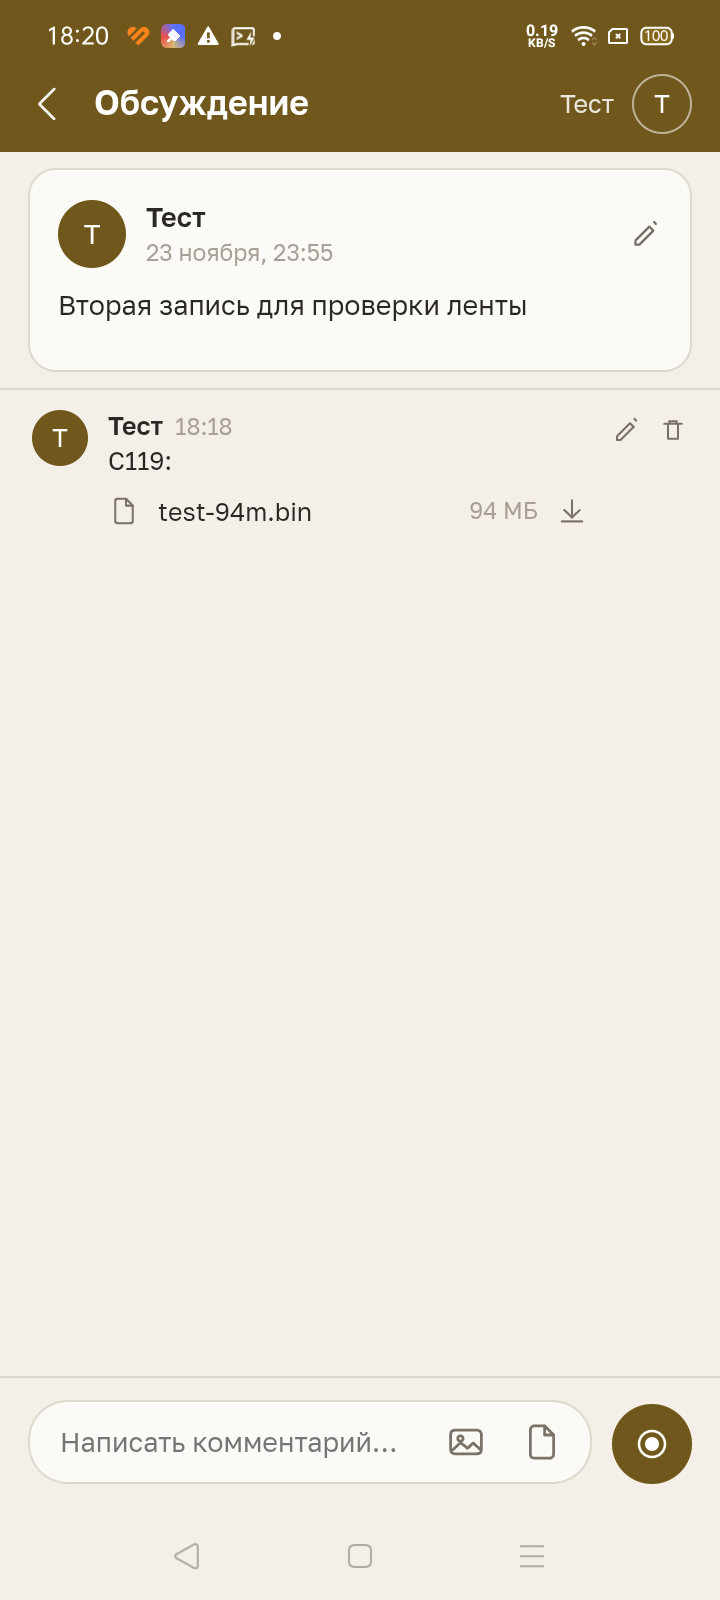 18:20
0.19
KB/S
100
Обсуждение
Тест
Т
Т
Тест
23 ноября, 23:55
Вторая запись для проверки ленты
Т
Тест 18:18
C119:
test-94m.bin
94 МБ
Написать комментарий...